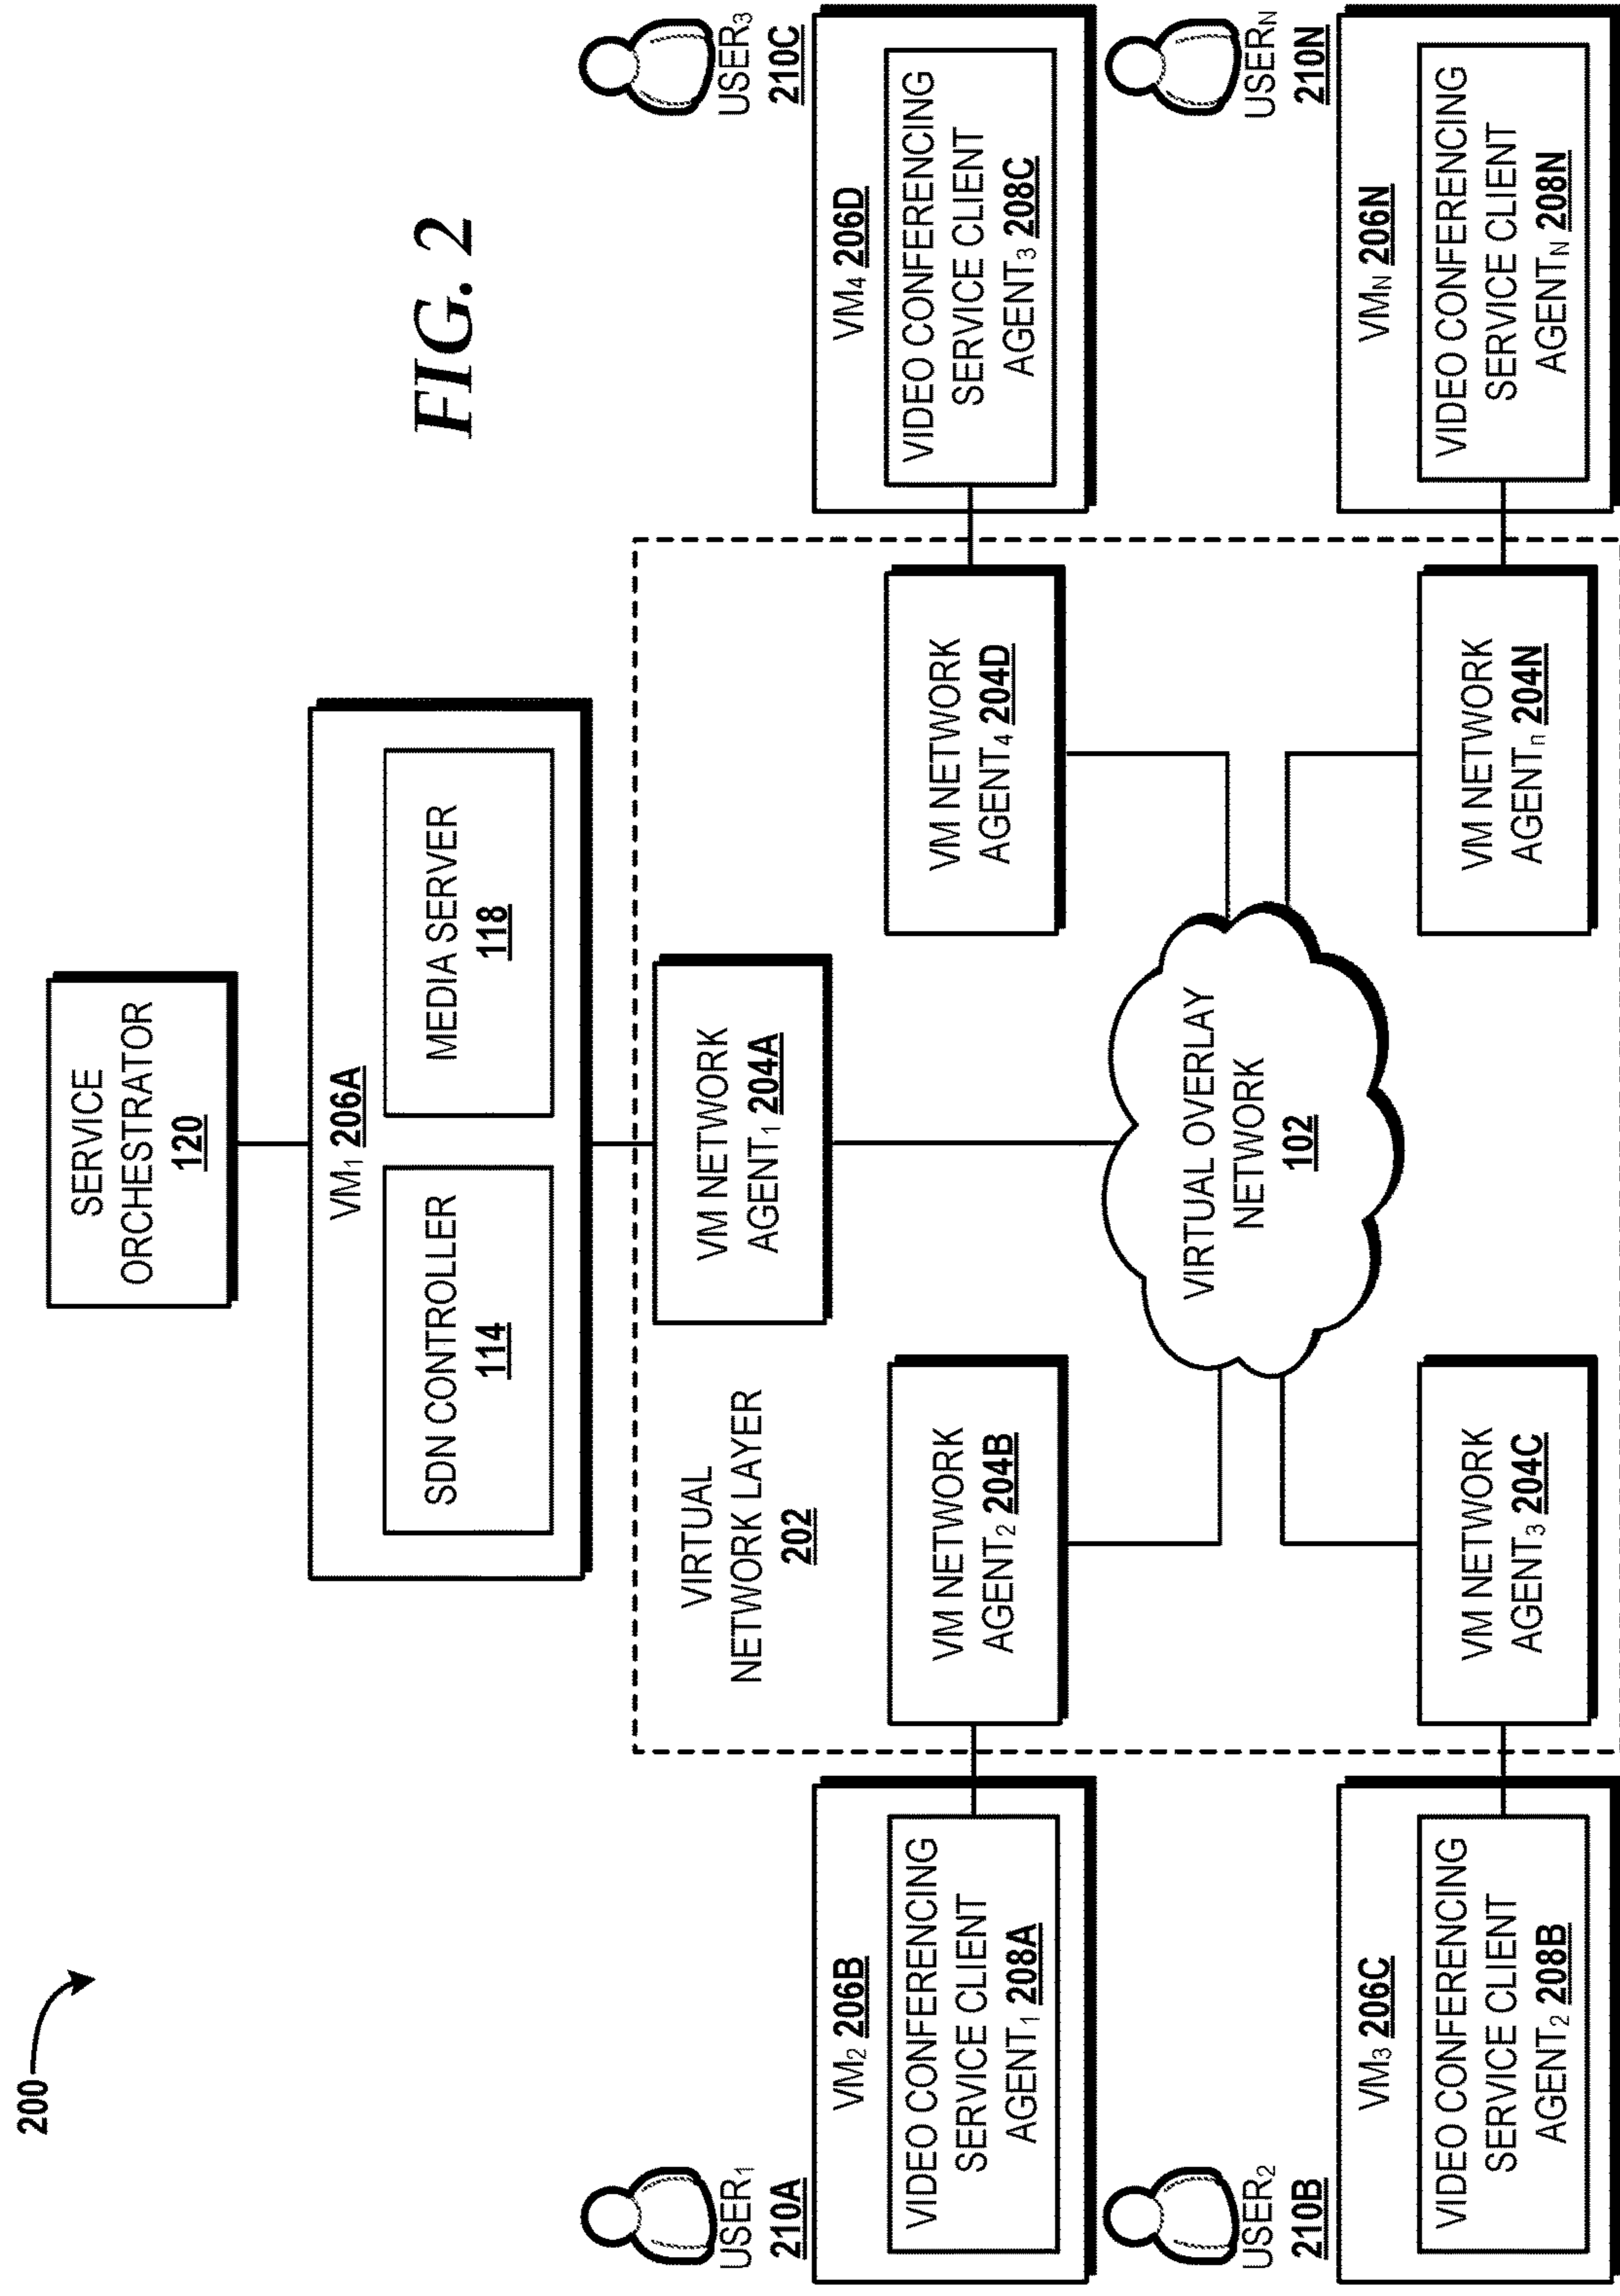 200
FIG. 2
SERVICE
ORCHESTRATOR
120
VM1 206A
SDN CONTROLLER
114
MEDIA SERVER
118
VIRTUAL
NETWORK LAYER
202
VM NETWORK
AGENT1 204A
USER1
210A
VM2 206B
VIDEO CONFERENCING
SERVICE CLIENT
AGENT1 208A
VM NETWORK
AGENT2 204B
VM NETWORK
AGENT4 204D
USER3
210C
VM4 206D
VIDEO CONFERENCING
SERVICE CLIENT
AGENT3 208C
VIRTUAL OVERLAY
NETWORK
102
USER2
210B
VM3 206C
VIDEO CONFERENCING
SERVICE CLIENT
AGENT2 208B
VM NETWORK
AGENT3 204C
VM NETWORK
AGENTn 204N
USERN
210N
VMN 206N
VIDEO CONFERENCING
SERVICE CLIENT
AGENTN 208N